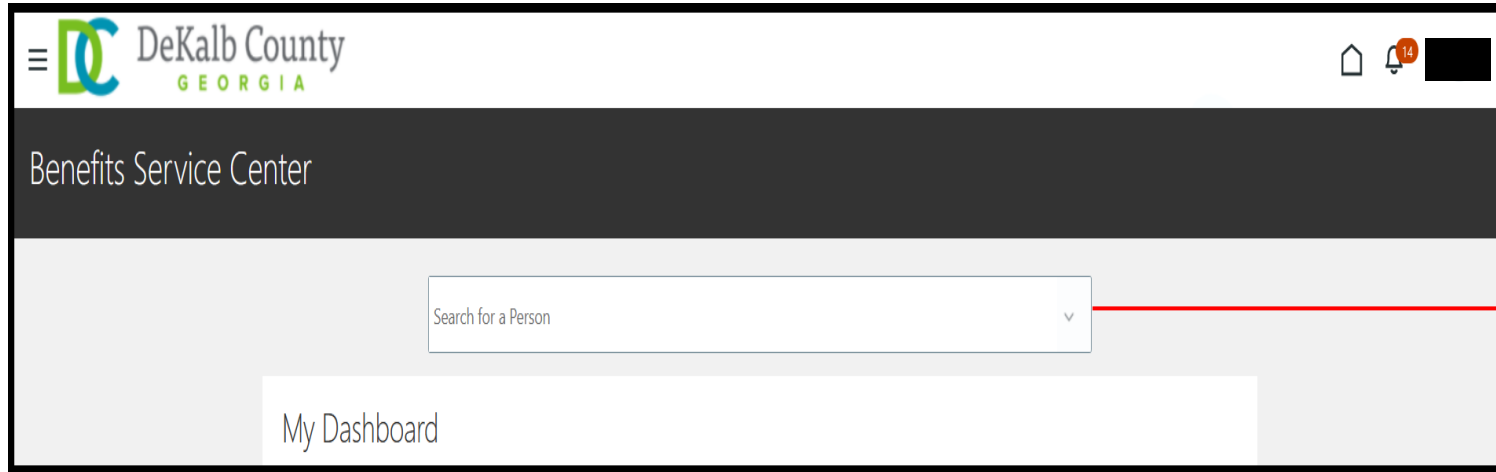 DeKalb County
GEORGIA
14
Benefits Service Center
Search for a Person
My Dashboard